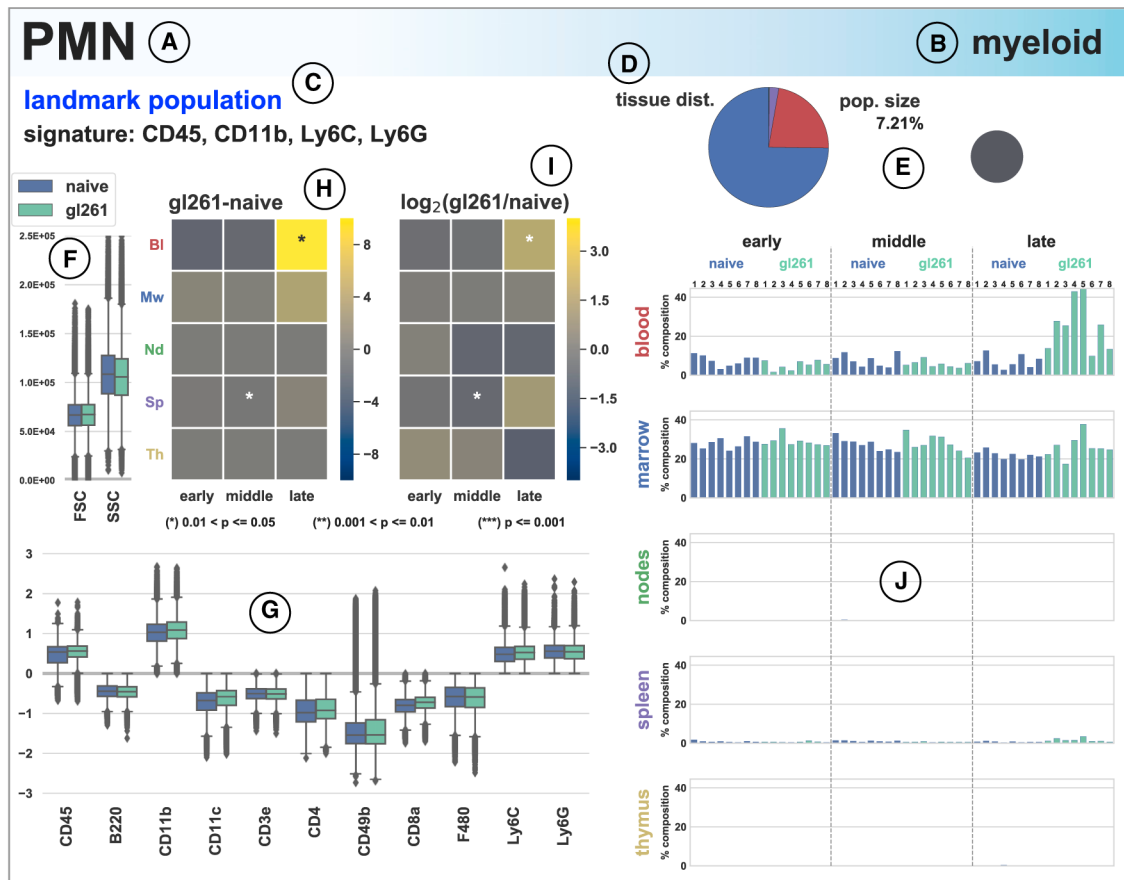 PMN A
B myeloid
C
landmark population
signature: CD45, CD11b, Ly6C, Ly6G
D
tissue dist.
pop. size
7.21%
E
naive
gl261
F
2.5E+05
2.0E+05
1.5E+05
1.0E+05
5.0E+04
0.0E+00
FSC
SSC
H
gl261-naive
Bl
Mw
Nd
Sp
Th
*
*
early middle late
8
4
0
−4
−8
I
log2(gl261/naive)
*
*
early middle late
3.0
1.5
0.0
−1.5
−3.0
(*) 0.01 < p <= 0.05 (**) 0.001 < p <= 0.01 (***) p <= 0.001
G
3
2
1
0
−1
−2
−3
CD45 B220 CD11b CD11c CD3e CD4 CD49b CD8a F480 Ly6C Ly6G
early middle late
naive gl261 naive gl261 naive gl261
1 2 3 4 5 6 7 8 1 2 3 4 5 6 7 8 1 2 3 4 5 6 7 8 1 2 3 4 5 6 7 8 1 2 3 4 5 6 7 8 1 2 3 4 5 6 7 8
blood
% composition
40
20
0
marrow
% composition
40
20
0
nodes
% composition
40
20
0
J
spleen
% composition
40
20
0
thymus
% composition
40
20
0